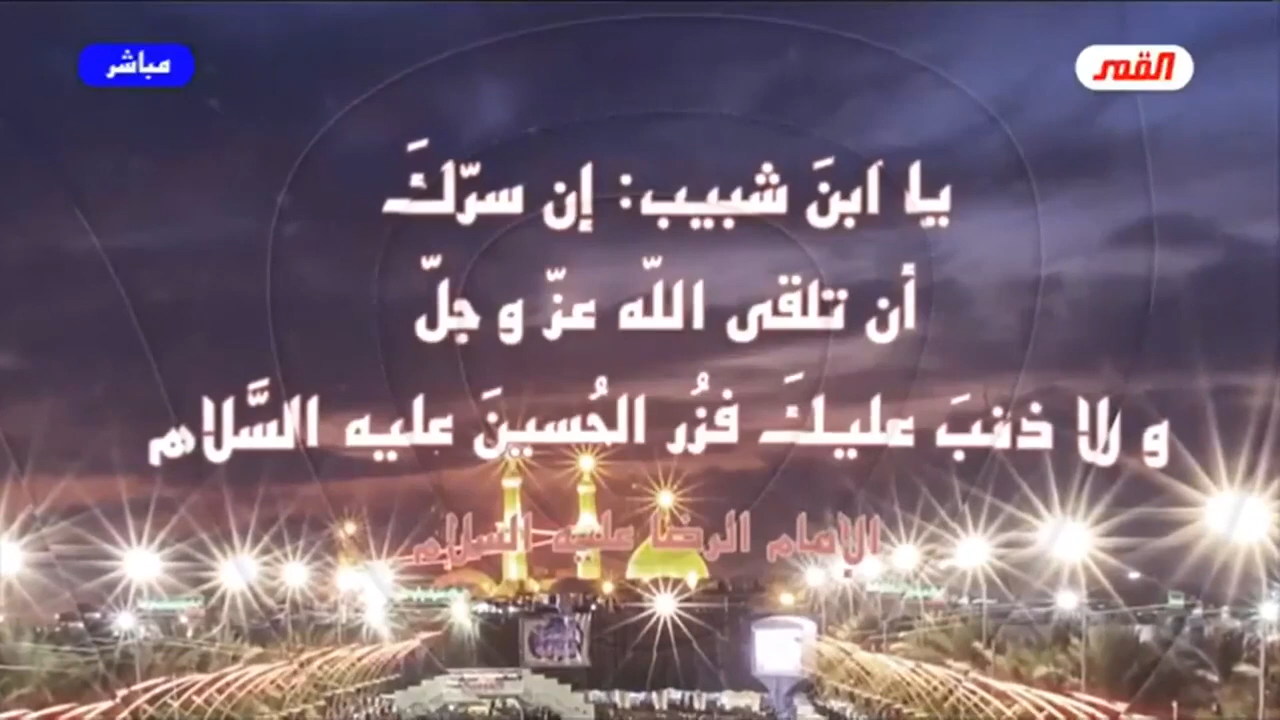 القمر
مباشر
يا ابنَ شبيب: إن سرّكَ
أن تلقى اللّه عزّ و جلّ
و لا ذنبَ عليكَ فزُر الحُسينَ عليه السَّلام
الإمام الرضا عليه السلام